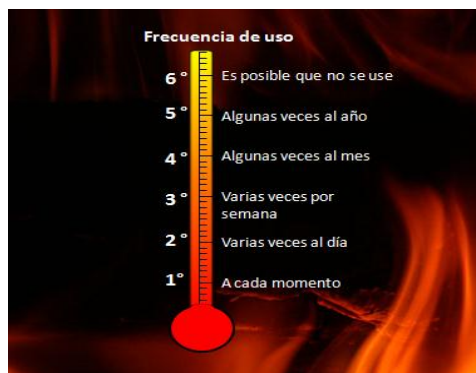 Frecuencia de uso
6° Es posible que no se use
5° Algunas veces al año
4° Algunas veces al mes
3° Varias veces por
semana
2° Varias veces al día
1° A cada momento